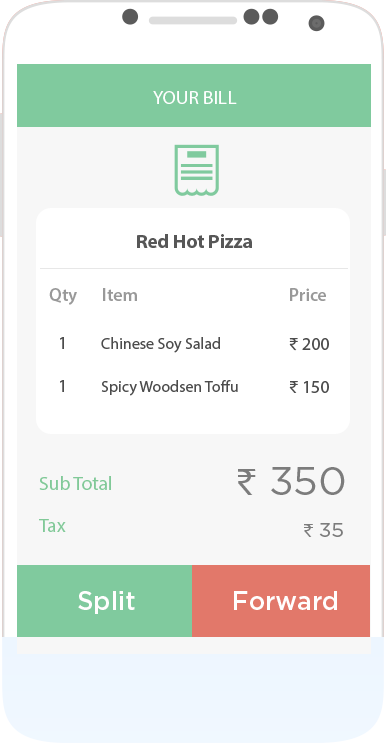 YOUR BILL
Red Hot Pizza
Qty Item Price
1 Chinese Soy Salad ₹ 200
1 Spicy Woodsen Toffu ₹ 150
Sub Total ₹ 350
Tax ₹ 35
Split Forward